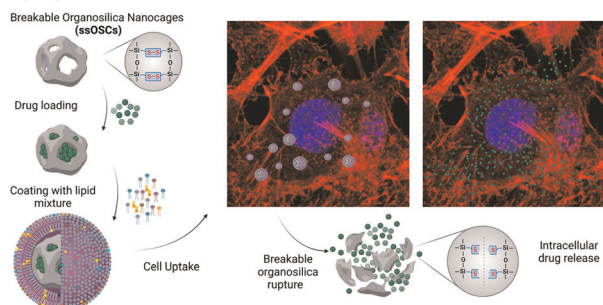 Breakable Organosilica Nanocages
(ssOSCs)
Si Si
O S-S O
Si Si
O S-S O
Drug loading
Coating with lipid
mixture
Cell Uptake
Breakable
organosilica
rupture
Si S S Si
O O
Si S S Si
Intracellular
drug release